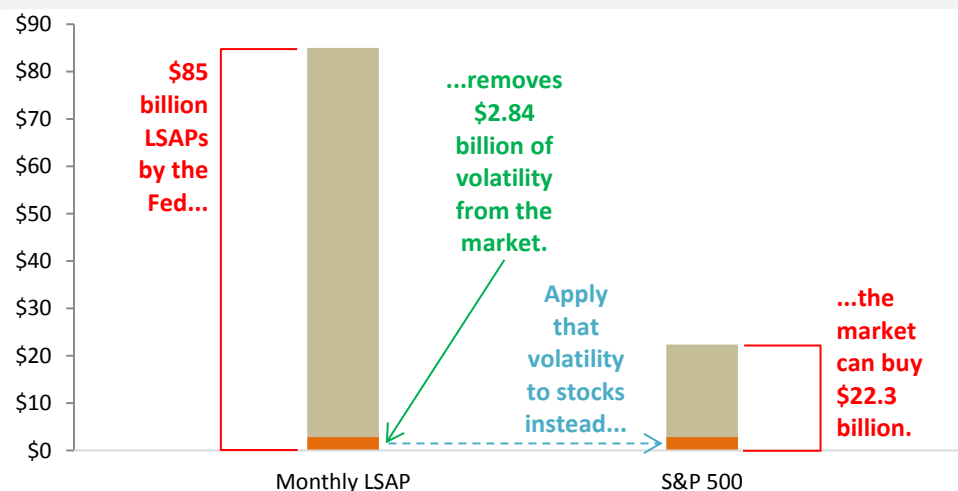 $90
$80
$70
$60
$50
$40
$30
$20
$10
$0
$85
billion
LSAPs
by the
Fed...
...removes
$2.84
billion of
volatility
from the
market.
Apply
that
volatility
to stocks
instead...
...the
market
can buy
$22.3
billion.
Monthly LSAP
S&P 500